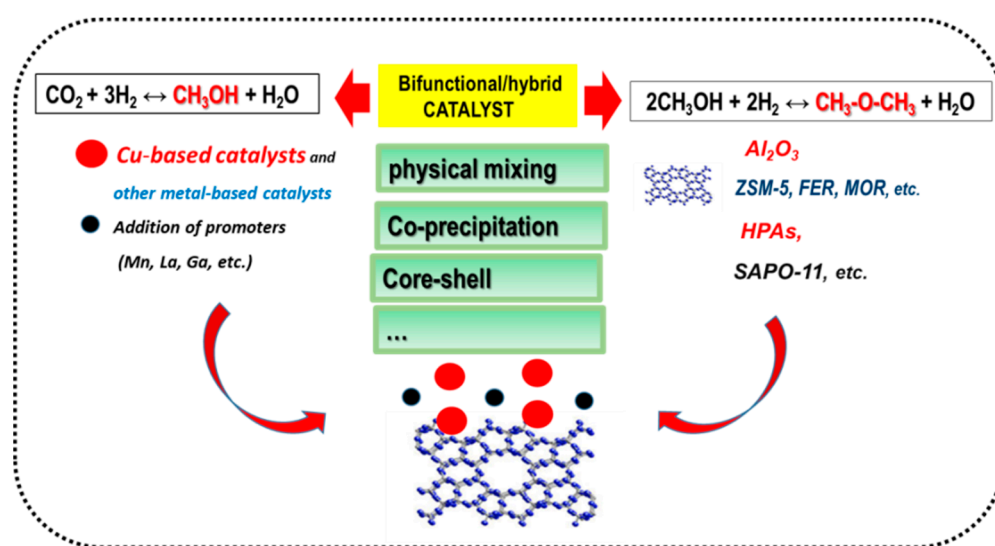 Bifunctional/hybrid
CATALYST
CO₂ + 3H₂ ↔ CH₃OH + H₂O
2CH₃OH + 2H₂ ↔ CH₃-O-CH₃ + H₂O
Cu-based catalysts and
other metal-based catalysts
Addition of promoters
(Mn, La, Ga, etc.)
physical mixing
Co-precipitation
Core-shell
...
Al₂O₃
ZSM-5, FER, MOR, etc.
HPAs,
SAPO-11, etc.